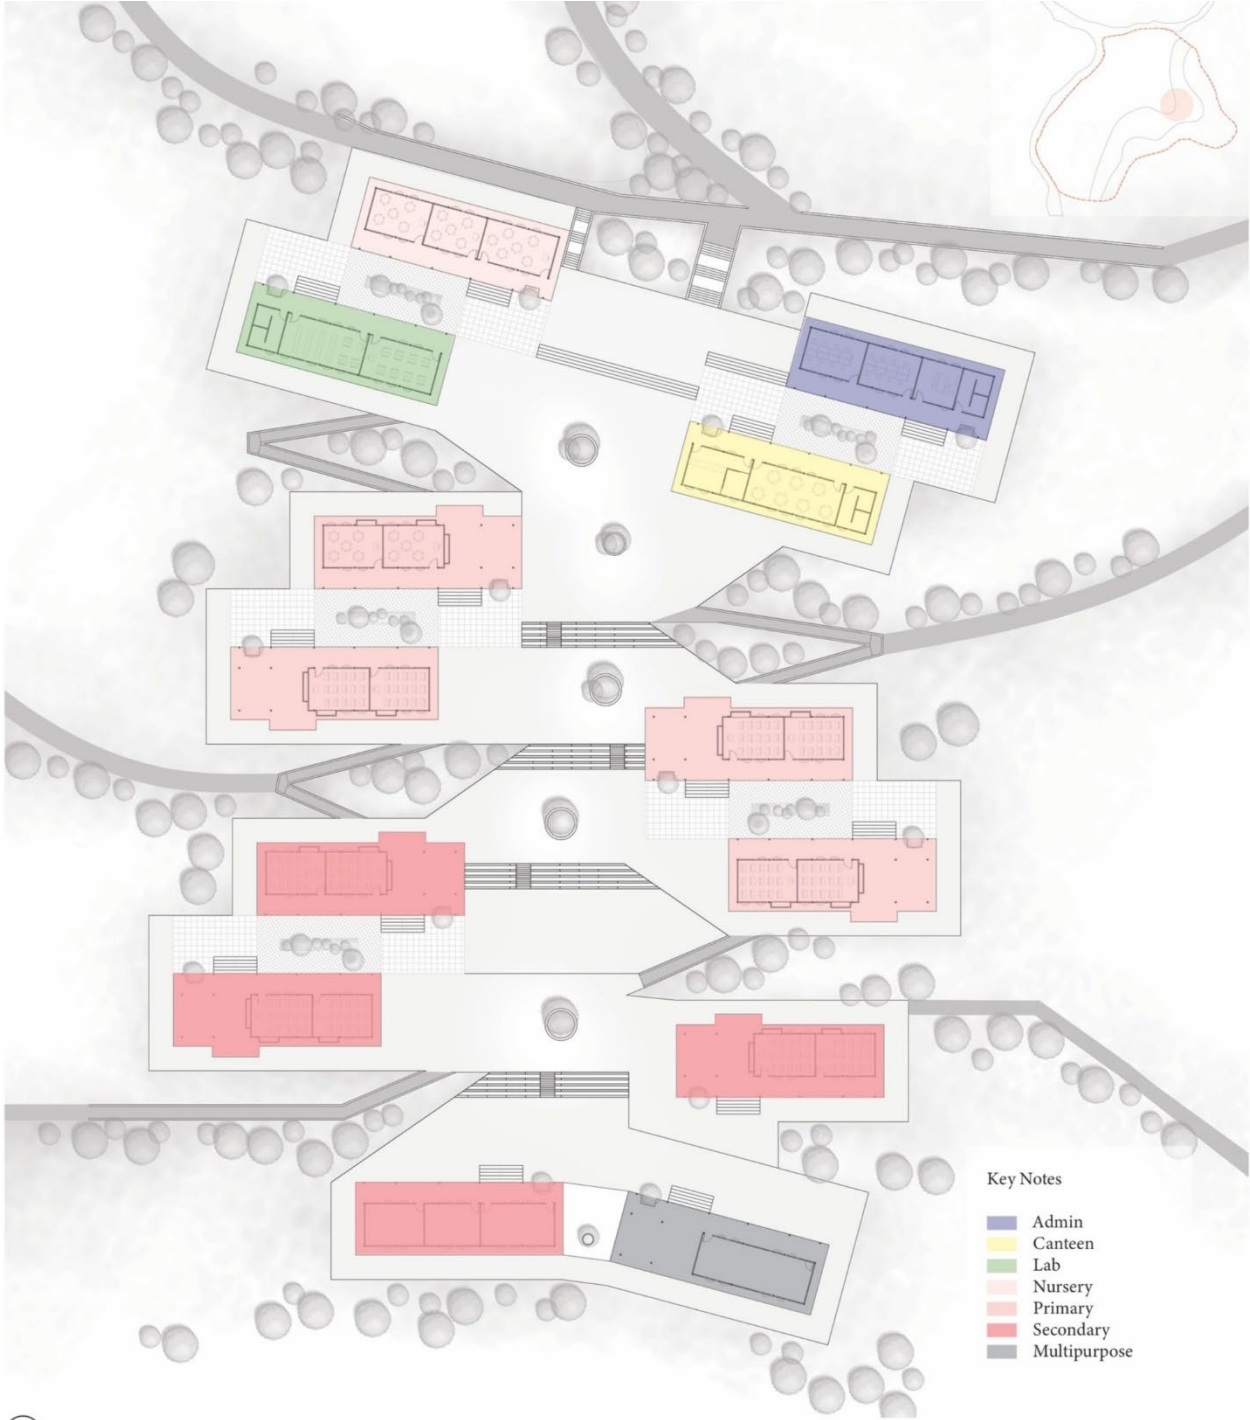 Key Notes
Admin
Canteen
Lab
Nursery
Primary
Secondary
Multipurpose